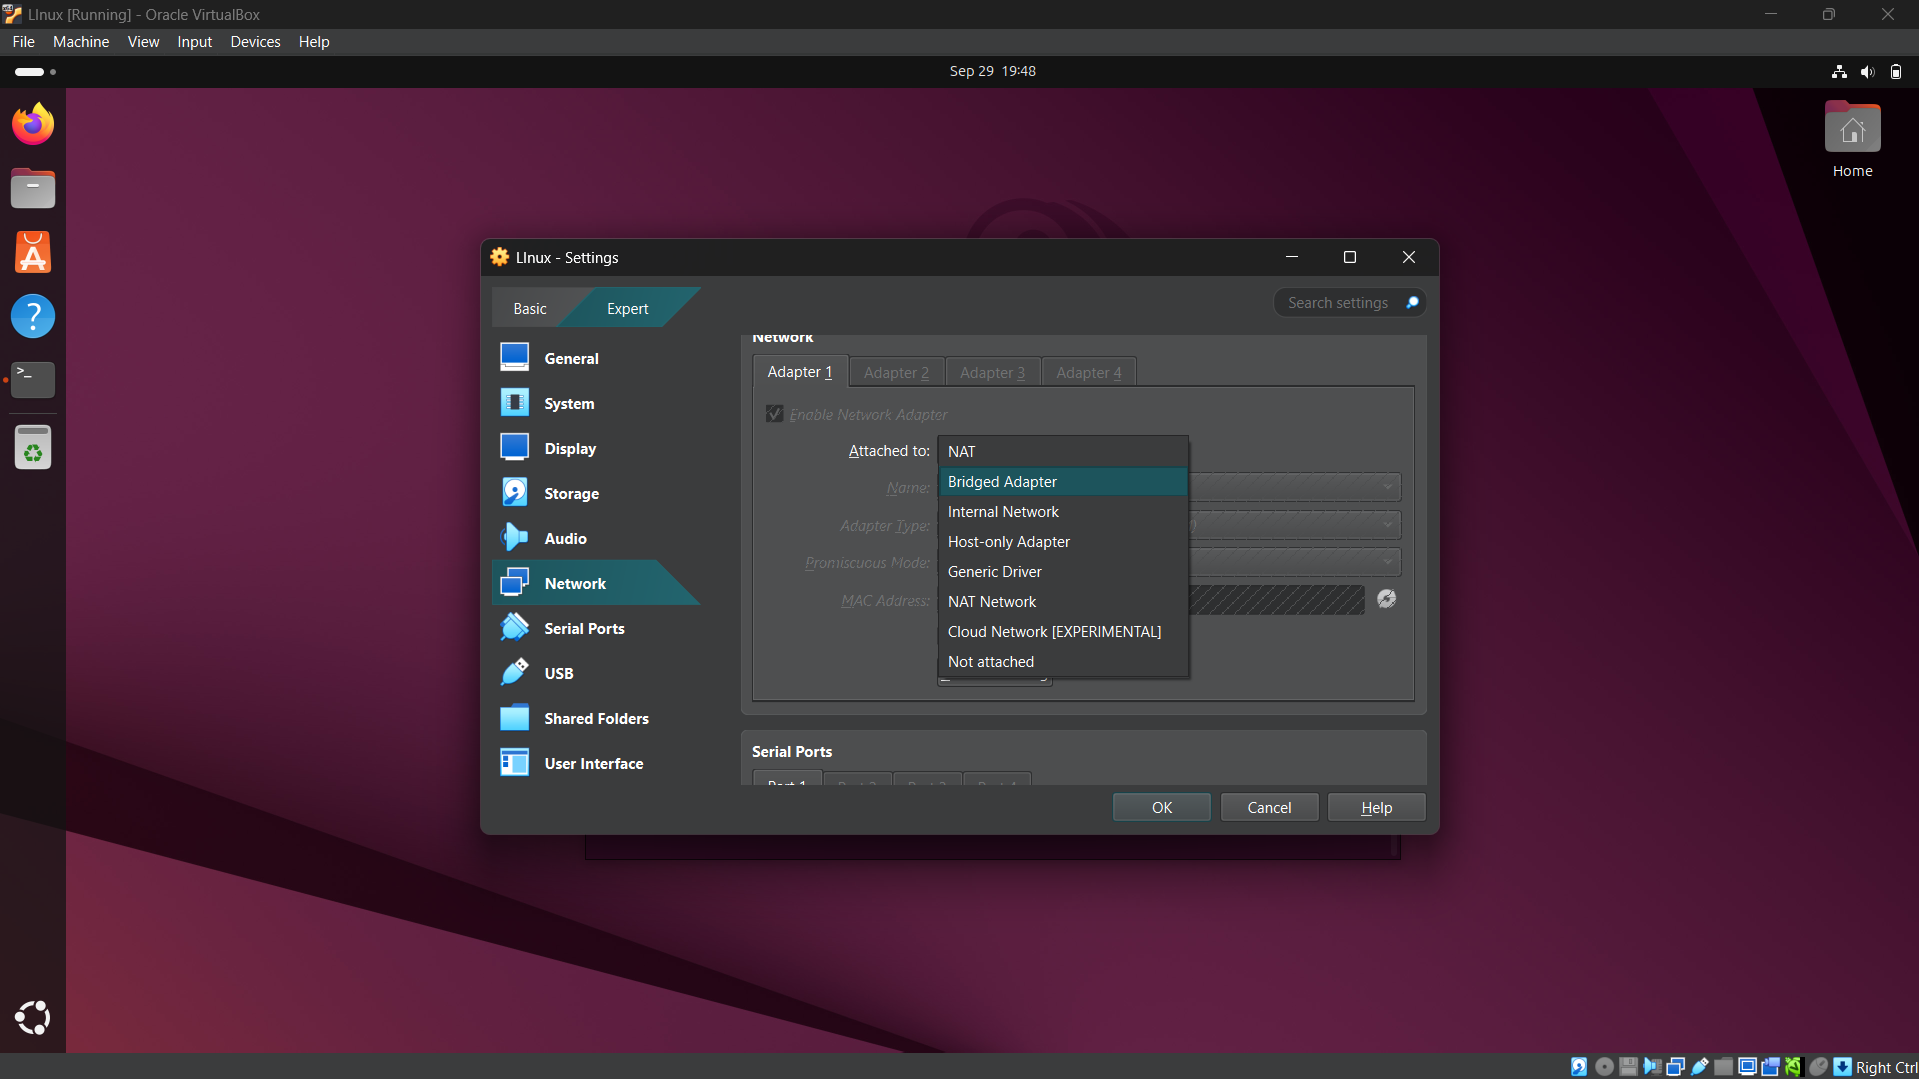 LInux [Running] - Oracle VirtualBox
File Machine View Input Devices Help
Sep 29 19:48
Home
LInux - Settings
Basic Expert
Search settings
Network
Adapter 1 Adapter 2 Adapter 3 Adapter 4
Enable Network Adapter
Attached to: NAT
Bridged Adapter
Name:
Internal Network
Adapter Type:
Host-only Adapter
Promiscuous Mode:
Generic Driver
MAC Address:
NAT Network
Cloud Network [EXPERIMENTAL]
Not attached
General
System
Display
Storage
Audio
Network
Serial Ports
USB
Shared Folders
User Interface
Serial Ports
Port 1
OK Cancel Help
Right Ctrl